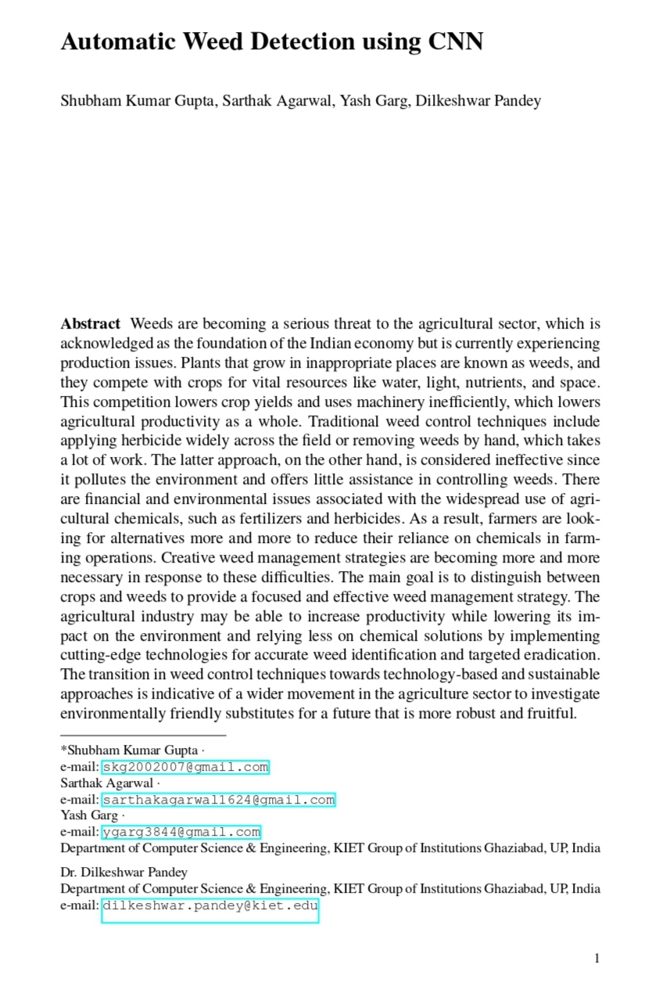 Automatic Weed Detection using CNN
Shubham Kumar Gupta, Sarthak Agarwal, Yash Garg, Dilkeshwar Pandey
Abstract Weeds are becoming a serious threat to the agricultural sector, which is
acknowledged as the foundation of the Indian economy but is currently experiencing
production issues. Plants that grow in inappropriate places are known as weeds, and
they compete with crops for vital resources like water, light, nutrients, and space.
This competition lowers crop yields and uses machinery inefficiently, which lowers
agricultural productivity as a whole. Traditional weed control techniques include
applying herbicide widely across the field or removing weeds by hand, which takes
a lot of work. The latter approach, on the other hand, is considered ineffective since
it pollutes the environment and offers little assistance in controlling weeds. There
are financial and environmental issues associated with the widespread use of agri-
cultural chemicals, such as fertilizers and herbicides. As a result, farmers are look-
ing for alternatives more and more to reduce their reliance on chemicals in farm-
ing operations. Creative weed management strategies are becoming more and more
necessary in response to these difficulties. The main goal is to distinguish between
crops and weeds to provide a focused and effective weed management strategy. The
agricultural industry may be able to increase productivity while lowering its im-
pact on the environment and relying less on chemical solutions by implementing
cutting-edge technologies for accurate weed identification and targeted eradication.
The transition in weed control techniques towards technology-based and sustainable
approaches is indicative of a wider movement in the agriculture sector to investigate
environmentally friendly substitutes for a future that is more robust and fruitful.
*Shubham Kumar Gupta ·
e-mail: skg2002007@gmail.com
Sarthak Agarwal ·
e-mail: sarthakagarwal1624@gmail.com
Yash Garg ·
e-mail: ygarg3844@gmail.com
Department of Computer Science & Engineering, KIET Group of Institutions Ghaziabad, UP, India
Dr. Dilkeshwar Pandey
Department of Computer Science & Engineering, KIET Group of Institutions Ghaziabad, UP, India
e-mail: dilkeshwar.pandey@kiet.edu
1